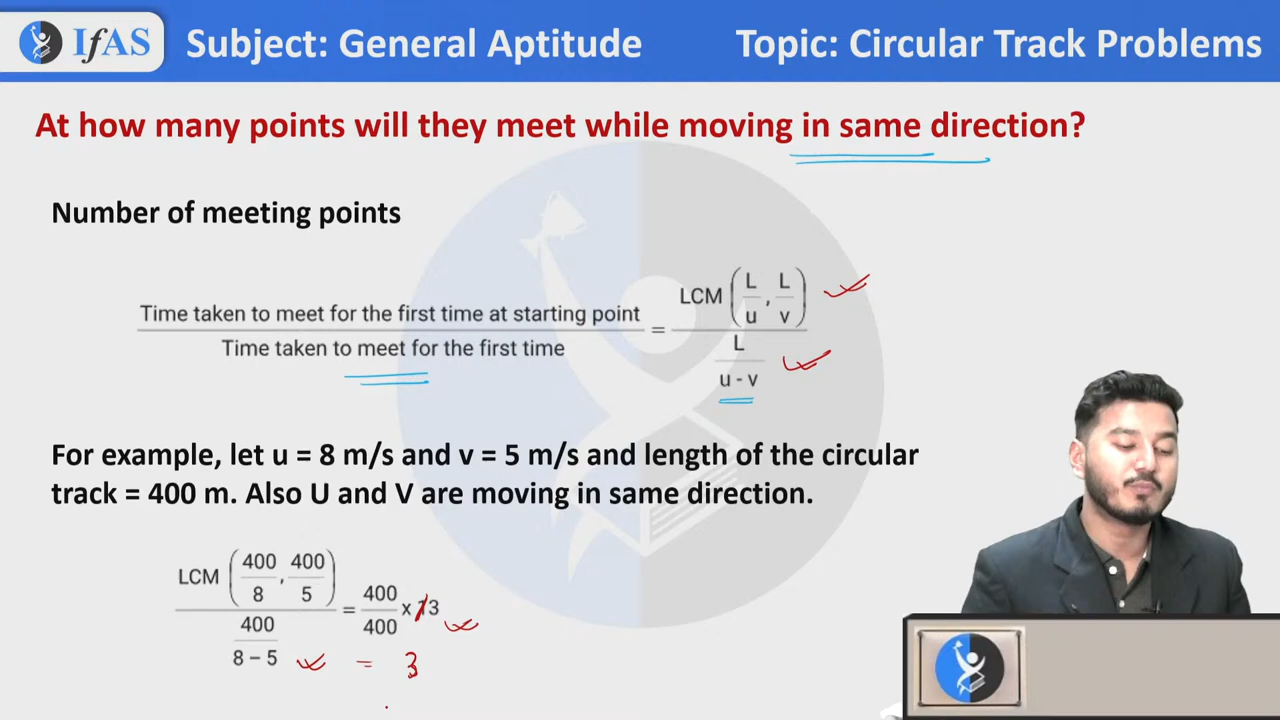 IfAS Subject: General Aptitude Topic: Circular Track Problems
At how many points will they meet while moving in same direction?
Number of meeting points
Time taken to meet for the first time at starting point / Time taken to meet for the first time = LCM (L/u, L/v) / (L/(u - v))
For example, let u = 8 m/s and v = 5 m/s and length of the circular
track = 400 m. Also U and V are moving in same direction.
LCM (400/8, 400/5) / (400/(8 – 5)) = 400/400 x 13
= 3